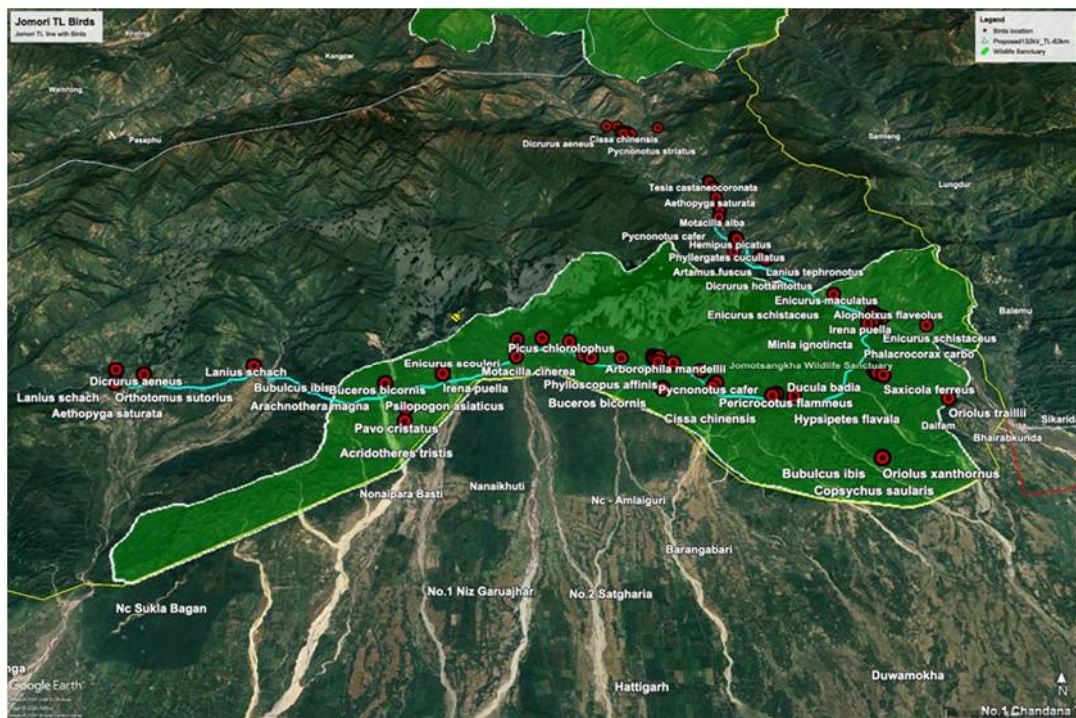 Jomori TL Birds
Jomori TL line with Birds
Legend
Birds location
Proposed132kV_TL-63km
Wildlife Sanctuary
Khaling
Kangpar
Wamrong
Pasaphu
Samteng
Lungdur
Balemu
Dicrurus aeneus
Cissa chinensis
Pycnonotus striatus
Tesia castaneocoronata
Aethopyga saturata
Motacilla alba
Pycnonotus cafer
Hemipus picatus
Phyllergates cucullatus
Artamus fuscus
Lanius tephronotus
Dicrurus hottentottus
Enicurus maculatus
Enicurus schistaceus
Alophoixus flaveolus
Irena puella
Enicurus schistaceus
Minla ignotincta
Phalacrocorax carbo
Picus chlorolophus
Enicurus scouleri
Motacilla cinerea
Arborophila mandellii
Jomotsangkha Wildlife Sanctuary
Lanius schach
Dicrurus aeneus
Bubulcus ibis
Buceros bicornis
Irena puella
Phylloscopus affinis
Pycnonotus cafer
Ducula badia
Saxicola ferreus
Lanius schach
Orthotomus sutorius
Arachnothera magna
Psilopogon asiaticus
Buceros bicornis
Pericrocotus flammeus
Aethopyga saturata
Pavo cristatus
Cissa chinensis
Hypsipetes flavala
Oriolus traillii
Daifam
Sikarida
Bhairabkunda
Acridotheres tristis
Bubulcus ibis
Oriolus xanthornus
Copsychus saularis
Nonaipara Basti
Nanaikhuti
Nc - Amlaiguri
Barangabari
Nc Sukla Bagan
No.1 Niz Garuajhar
No.2 Satgharia
Hattigarh
Duwamokha
nga
Google Earth
N
No.1 Chandana